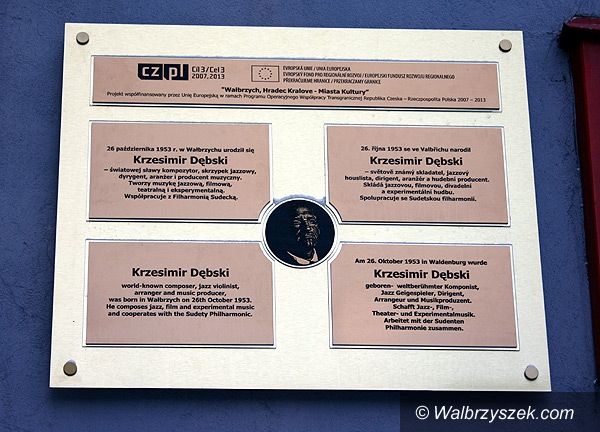 cz pl Cíl 3 / Cel 3
2007-2013
EVROPSKÁ UNIE / UNIA EUROPEJSKA
EVROPSKÝ FOND PRO REGIONÁLNÍ ROZVOJ / EUROPEJSKI FUNDUSZ ROZWOJU REGIONALNEGO
PŘEKRAČUJEME HRANICE / PRZEKRACZAMY GRANICE
"Wałbrzych, Hradec Kralove - Miasta Kultury"
Projekt współfinansowany przez Unię Europejską w ramach Programu Operacyjnego Współpracy Transgranicznej Republika Czeska – Rzeczpospolita Polska 2007 – 2013
26 października 1953 r. w Wałbrzychu urodził się
Krzesimir Dębski
– światowej sławy kompozytor, skrzypek jazzowy,
dyrygent, aranżer i producent muzyczny.
Tworzy muzykę jazzową, filmową,
teatralną i eksperymentalną.
Współpracuje z Filharmonią Sudecką.
26. října 1953 se ve Valbřichu narodil
Krzesimir Dębski
– světově známý skladatel, jazzový
houslista, dirigent, aranžér a hudební producent.
Skládá jazzovou, filmovou, divadelní
a experimentální hudbu.
Spolupracuje se Sudetskou filharmonií.
Krzesimir Dębski
world-known composer, jazz violinist,
arranger and music producer,
was born in Wałbrzych on 26th October 1953.
He composes jazz, film and experimental music
and cooperates with the Sudety Philharmonic.
Am 26. Oktober 1953 in Waldenburg wurde
Krzesimir Dębski
geboren- weltberühmter Komponist,
Jazz Geigespieler, Dirigent,
Arrangeur und Musikproduzent.
Schafft Jazz-, Film-,
Theater- und Experimentalmusik.
Arbeitet mit der Sudenten
Philharmonie zusammen.
© Walbrzyszek.com